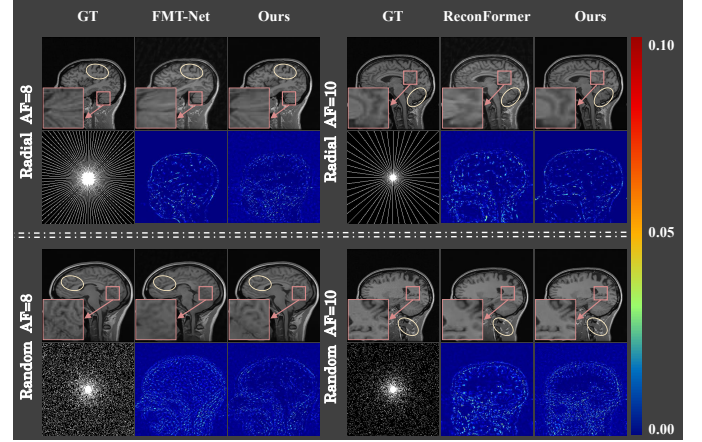 GT FMT-Net Ours GT ReconFormer Ours
Radial AF=8
Radial AF=10
0.10
0.05
Random AF=8
Random AF=10
0.00